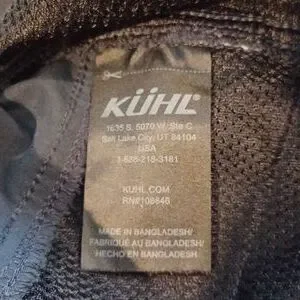 KÜHL®
1635 S. 5070 W. Ste C
Salt Lake City, UT 84104
USA
1-888-218-3181
KUHL.COM
RN#108846
MADE IN BANGLADESH/
FABRIQUÉ AU BANGLADESH/
HECHO EN BANGLADESH